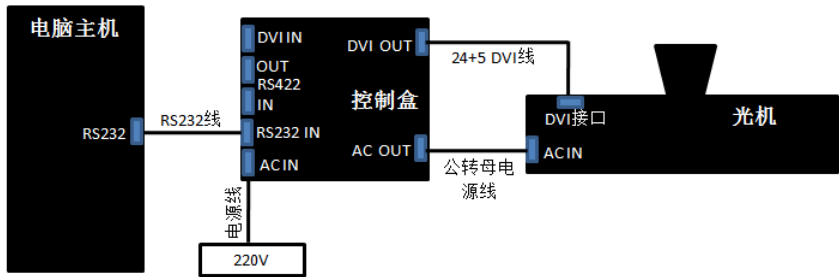 电脑主机
RS232
RS232线
DVI IN
OUT
RS422
IN
RS232 IN
AC IN
控制盒
DVI OUT
AC OUT
电源线
220V
24+5 DVI线
公转母电
源线
DVI接口
AC IN
光机